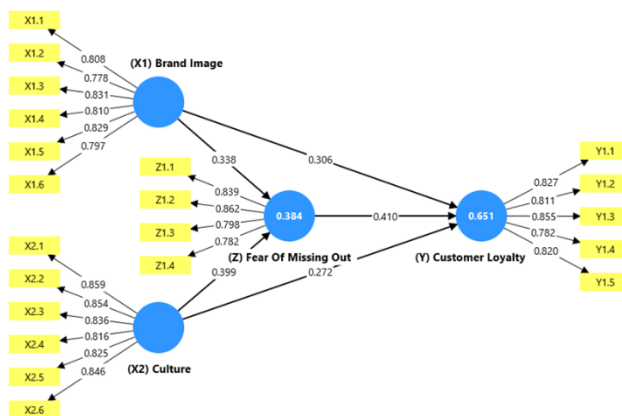 X1.1
X1.2
X1.3
X1.4
X1.5
X1.6
0.808
0.778
0.831
0.810
0.829
0.797
(X1) Brand Image
0.338
0.306
Z1.1
Z1.2
Z1.3
Z1.4
0.839
0.862
0.798
0.782
0.384
(Z) Fear Of Missing Out
0.410
0.399
0.272
0.651
(Y) Customer Loyalty
0.827
0.811
0.855
0.782
0.820
Y1.1
Y1.2
Y1.3
Y1.4
Y1.5
X2.1
X2.2
X2.3
X2.4
X2.5
X2.6
0.859
0.854
0.836
0.816
0.825
0.846
(X2) Culture